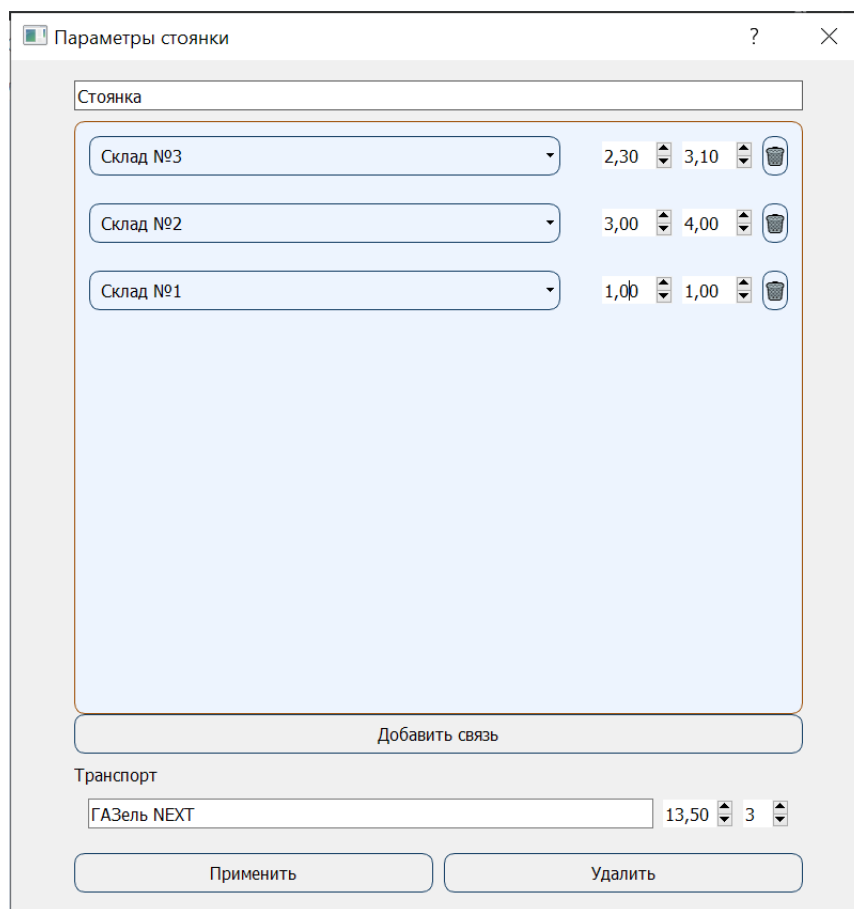 Параметры стоянки ?
Стоянка
Склад №3 2,30 3,10
Склад №2 3,00 4,00
Склад №1 1,00 1,00
Добавить связь
Транспорт
ГАЗель NEXT 13,50 3
Применить Удалить